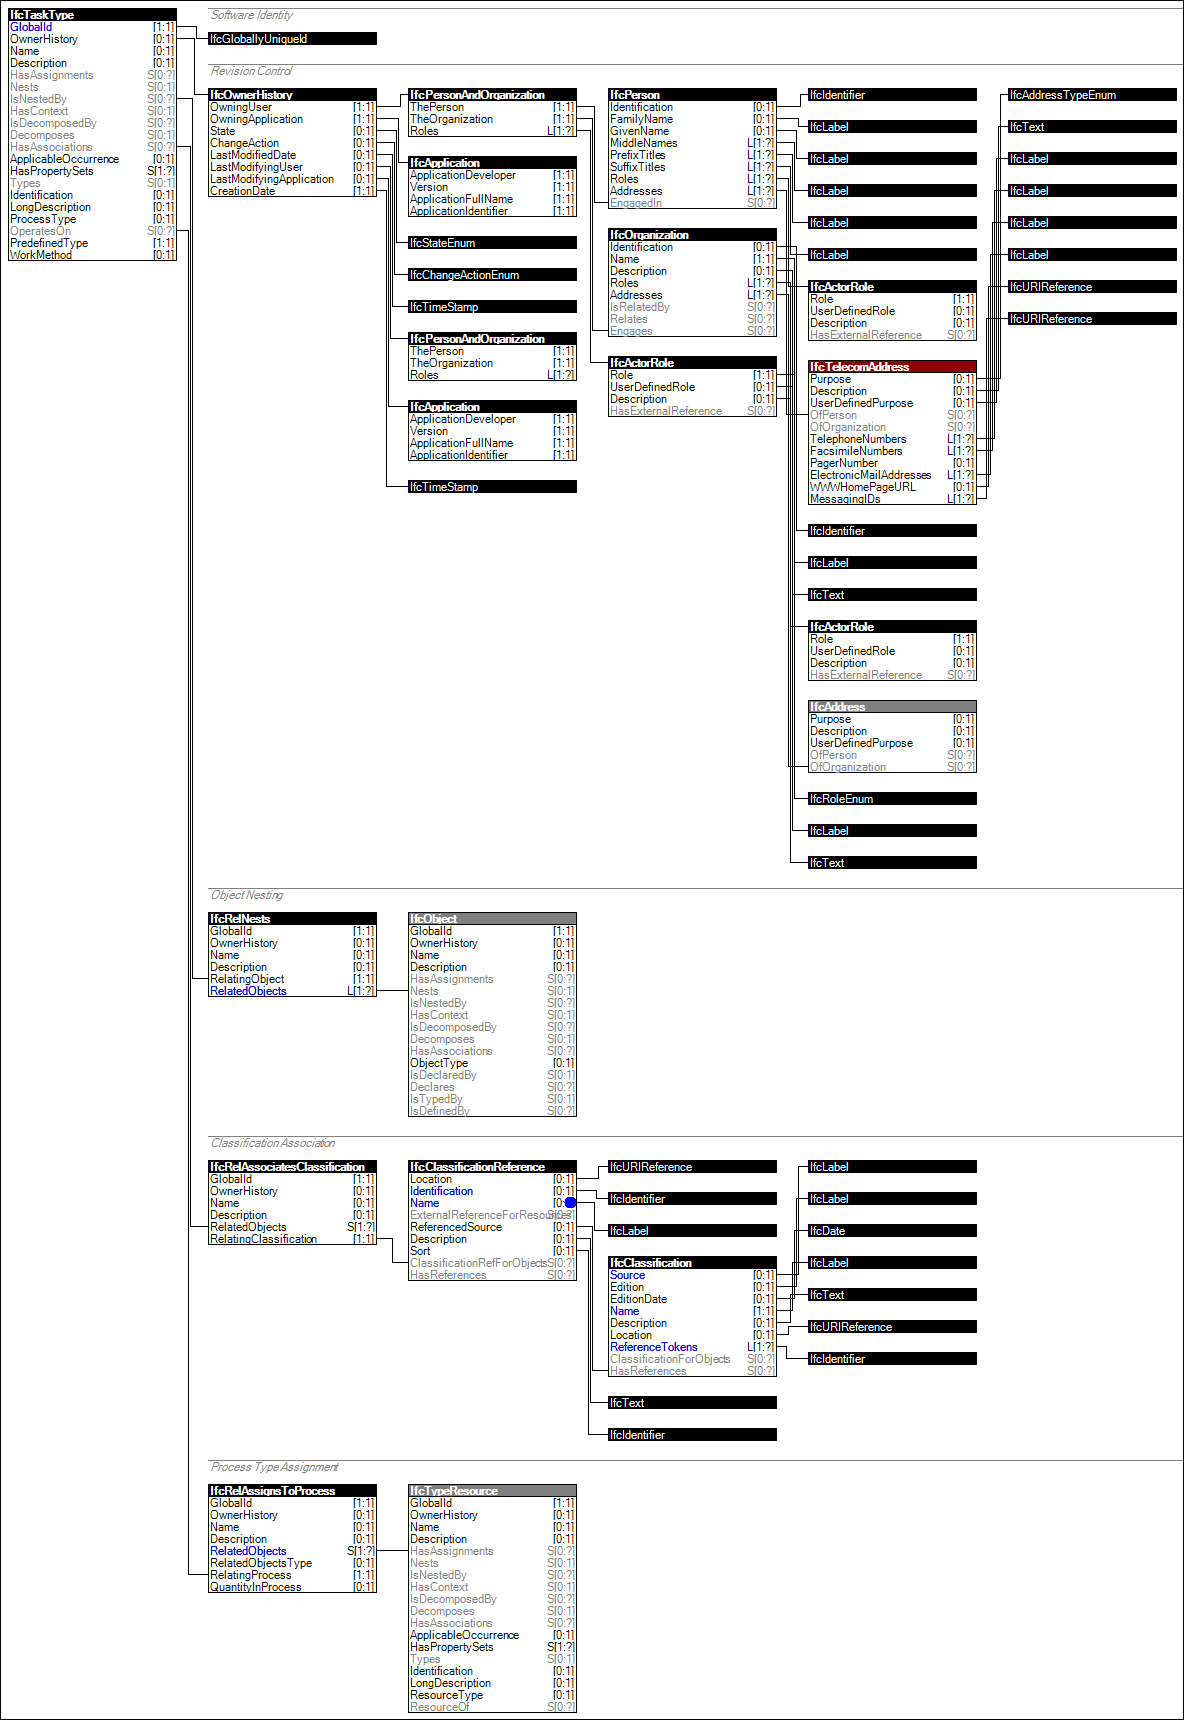 IfcTaskType
GlobalId [1:1]
OwnerHistory [0:1]
Name [0:1]
Description [0:1]
HasAssignments S[0:?]
Nests S[0:1]
IsNestedBy S[0:?]
HasContext S[0:1]
IsDecomposedBy S[0:?]
Decomposes S[0:1]
HasAssociations S[0:?]
ApplicableOccurrence [0:1]
HasPropertySets S[1:?]
Types S[0:1]
Identification [0:1]
LongDescription [0:1]
ProcessType [0:1]
OperatesOn S[0:?]
PredefinedType [1:1]
WorkMethod [0:1]
Software Identity
IfcGloballyUniqueId
Revision Control
IfcOwnerHistory
OwningUser [1:1]
OwningApplication [1:1]
State [0:1]
ChangeAction [0:1]
LastModifiedDate [0:1]
LastModifyingUser [0:1]
LastModifyingApplication [0:1]
CreationDate [1:1]
IfcPersonAndOrganization
ThePerson [1:1]
TheOrganization [1:1]
Roles L[1:?]
IfcApplication
ApplicationDeveloper [1:1]
Version [1:1]
ApplicationFullName [1:1]
ApplicationIdentifier [1:1]
IfcStateEnum
IfcChangeActionEnum
IfcTimeStamp
IfcPersonAndOrganization
ThePerson [1:1]
TheOrganization [1:1]
Roles L[1:?]
IfcApplication
ApplicationDeveloper [1:1]
Version [1:1]
ApplicationFullName [1:1]
ApplicationIdentifier [1:1]
IfcTimeStamp
IfcPerson
Identification [0:1]
FamilyName [0:1]
GivenName [0:1]
MiddleNames L[1:?]
PrefixTitles L[1:?]
SuffixTitles L[1:?]
Roles L[1:?]
Addresses L[1:?]
EngagedIn S[0:?]
IfcOrganization
Identification [0:1]
Name [1:1]
Description [0:1]
Roles L[1:?]
Addresses L[1:?]
IsRelatedBy S[0:?]
Relates S[0:?]
Engages S[0:?]
IfcActorRole
Role [1:1]
UserDefinedRole [0:1]
Description [0:1]
HasExternalReference S[0:?]
IfcIdentifier
IfcLabel
IfcLabel
IfcLabel
IfcLabel
IfcLabel
IfcActorRole
Role [1:1]
UserDefinedRole [0:1]
Description [0:1]
HasExternalReference S[0:?]
IfcTelecomAddress
Purpose [0:1]
Description [0:1]
UserDefinedPurpose [0:1]
OfPerson S[0:?]
OfOrganization S[0:?]
TelephoneNumbers L[1:?]
FacsimileNumbers L[1:?]
PagerNumber [0:1]
ElectronicMailAddresses L[1:?]
WWWHomePageURL [0:1]
MessagingIDs L[1:?]
IfcIdentifier
IfcLabel
IfcText
IfcActorRole
Role [1:1]
UserDefinedRole [0:1]
Description [0:1]
HasExternalReference S[0:?]
IfcAddress
Purpose [0:1]
Description [0:1]
UserDefinedPurpose [0:1]
OfPerson S[0:?]
OfOrganization S[0:?]
IfcRoleEnum
IfcLabel
IfcText
IfcAddressTypeEnum
IfcText
IfcLabel
IfcLabel
IfcLabel
IfcLabel
IfcURIReference
IfcURIReference
Object Nesting
IfcRelNests
GlobalId [1:1]
OwnerHistory [0:1]
Name [0:1]
Description [0:1]
RelatingObject [1:1]
RelatedObjects L[1:?]
IfcObject
GlobalId [1:1]
OwnerHistory [0:1]
Name [0:1]
Description [0:1]
HasAssignments S[0:?]
Nests S[0:1]
IsNestedBy S[0:?]
HasContext S[0:1]
IsDecomposedBy S[0:?]
Decomposes S[0:1]
HasAssociations S[0:?]
ObjectType [0:1]
IsDeclaredBy S[0:1]
Declares S[0:?]
IsTypedBy S[0:1]
IsDefinedBy S[0:?]
Classification Association
IfcRelAssociatesClassification
GlobalId [1:1]
OwnerHistory [0:1]
Name [0:1]
Description [0:1]
RelatedObjects S[1:?]
RelatingClassification [1:1]
IfcClassificationReference
Location [0:1]
Identification [0:1]
Name [0:
ExternalReferenceForResources S[0:?]
ReferencedSource [0:1]
Description [0:1]
Sort [0:1]
ClassificationRefForObjects S[0:?]
HasReferences S[0:?]
IfcURIReference
IfcIdentifier
IfcLabel
IfcClassification
Source [0:1]
Edition [0:1]
EditionDate [0:1]
Name [1:1]
Description [0:1]
Location [0:1]
ReferenceTokens L[1:?]
ClassificationForObjects S[0:?]
HasReferences S[0:?]
IfcText
IfcIdentifier
IfcLabel
IfcLabel
IfcDate
IfcLabel
IfcText
IfcURIReference
IfcIdentifier
Process Type Assignment
IfcRelAssignsToProcess
GlobalId [1:1]
OwnerHistory [0:1]
Name [0:1]
Description [0:1]
RelatedObjects S[1:?]
RelatedObjectsType [0:1]
RelatingProcess [1:1]
QuantityInProcess [0:1]
IfcTypeResource
GlobalId [1:1]
OwnerHistory [0:1]
Name [0:1]
Description [0:1]
HasAssignments S[0:?]
Nests S[0:1]
IsNestedBy S[0:?]
HasContext S[0:1]
IsDecomposedBy S[0:?]
Decomposes S[0:1]
HasAssociations S[0:?]
ApplicableOccurrence [0:1]
HasPropertySets S[1:?]
Types S[0:1]
Identification [0:1]
LongDescription [0:1]
ResourceType [0:1]
ResourceOf S[0:?]